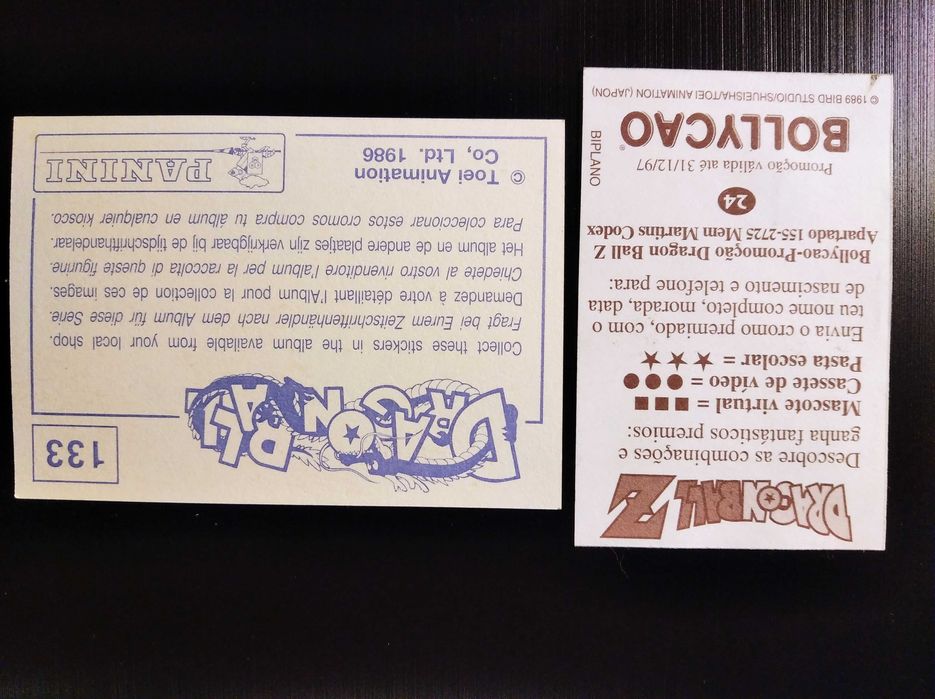 DRAGON BALL
133
Collect these stickers in the album available from your local shop.
Fragt bei Eurem Zeitschriftenhändler nach dem Album für diese Serie.
Demandez à votre détaillant l'Album pour la collection de ces images.
Chiedete al vostro rivenditore l'album per la raccolta di queste figurine.
Het album en de andere plaatjes zijn verkrijgbaar bij de tijdschrifthandelaar.
Para coleccionar estos cromos compra tu álbum en cualquier kiosco.
© Toei Animation
Co, Ltd. 1986
PANINI
DRAGONBALL Z
Descobre as combinações e
ganha fantásticos premios:
Mascote virtual = ■ ■ ■
Cassete de vídeo = ● ● ●
Pasta escolar = ★ ★ ★
Envia o cromo premiado, com o
teu nome completo, morada, data
de nascimento e telefone para:
Bollycao-Promoção Dragon Ball Z
Apartado 155-2725 Mem Martins Codex
24
Promoção válida até 31/12/97
BOLLYCAO®
BIPLANO
© 1989 BIRD STUDIO/SHUEISHA/TOEI ANIMATION (JAPON)